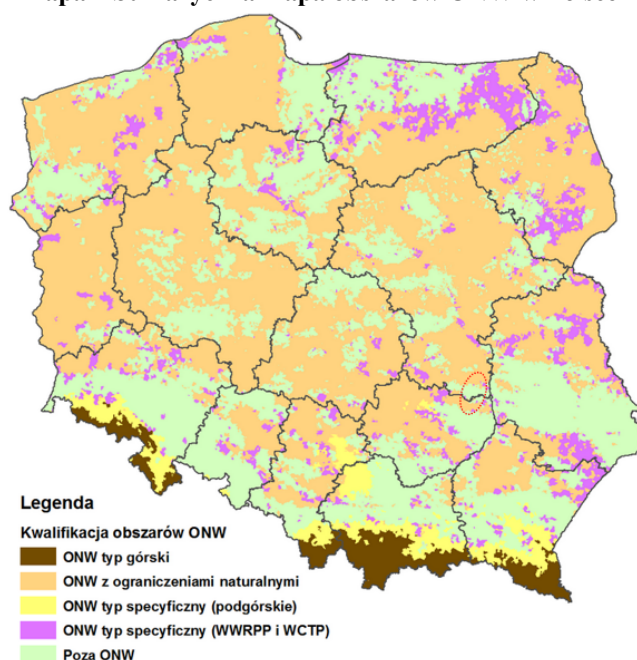 Legenda
Kwalifikacja obszarów ONW
ONW typ górski
ONW z ograniczeniami naturalnymi
ONW typ specyficzny (podgórskie)
ONW typ specyficzny (WWRPP i WCTP)
Poza ONW